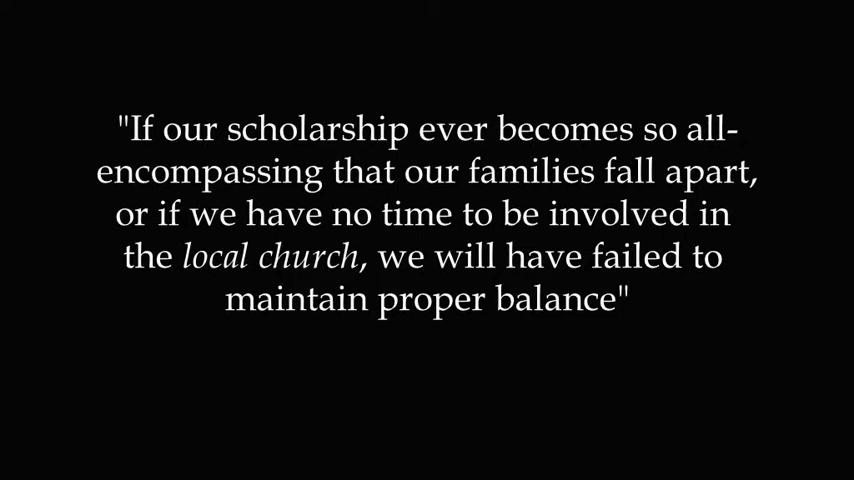 "If our scholarship ever becomes so all-
encompassing that our families fall apart,
or if we have no time to be involved in
the local church, we will have failed to
maintain proper balance"